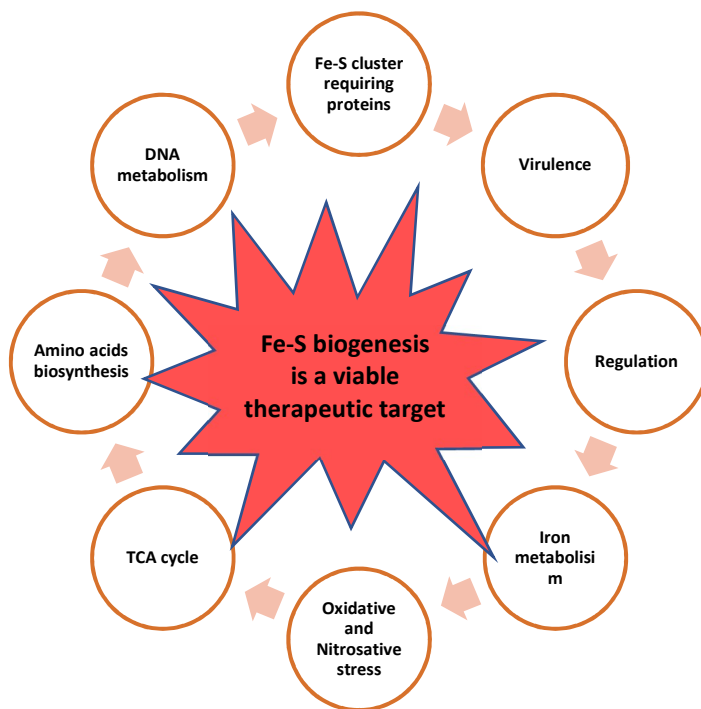 Fe-S cluster
requiring
proteins
Virulence
Regulation
Iron
metabolisi
m
Oxidative
and
Nitrosative
stress
TCA cycle
Amino acids
biosynthesis
DNA
metabolism
Fe-S biogenesis
is a viable
therapeutic target